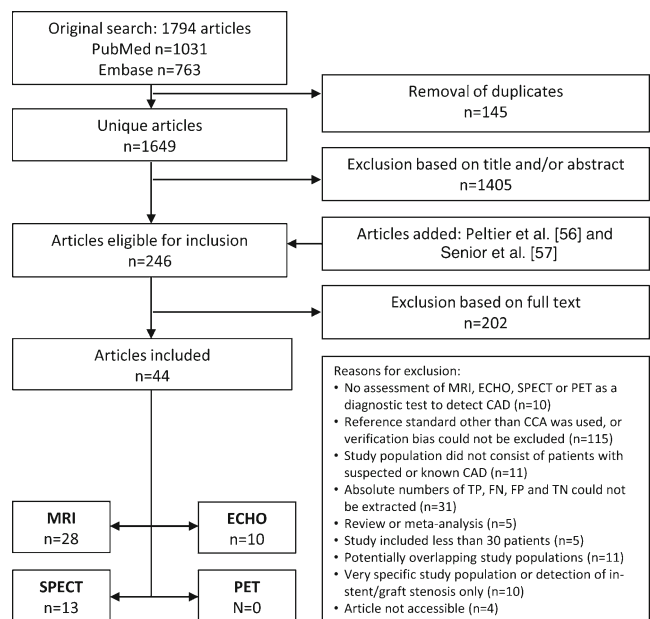 Original search: 1794 articles
PubMed n=1031
Embase n=763
Removal of duplicates
n=145
Unique articles
n=1649
Exclusion based on title and/or abstract
n=1405
Articles eligible for inclusion
n=246
Articles added: Peltier et al. [56] and
Senior et al. [57]
Exclusion based on full text
n=202
Articles included
n=44
Reasons for exclusion:
• No assessment of MRI, ECHO, SPECT or PET as a
diagnostic test to detect CAD (n=10)
• Reference standard other than CCA was used, or
verification bias could not be excluded (n=115)
• Study population did not consist of patients with
suspected or known CAD (n=11)
• Absolute numbers of TP, FN, FP and TN could not
be extracted (n=31)
• Review or meta-analysis (n=5)
• Study included less than 30 patients (n=5)
• Potentially overlapping study populations (n=11)
• Very specific study population or detection of in-
stent/graft stenosis only (n=10)
• Article not accessible (n=4)
MRI
n=28
ECHO
n=10
SPECT
n=13
PET
N=0